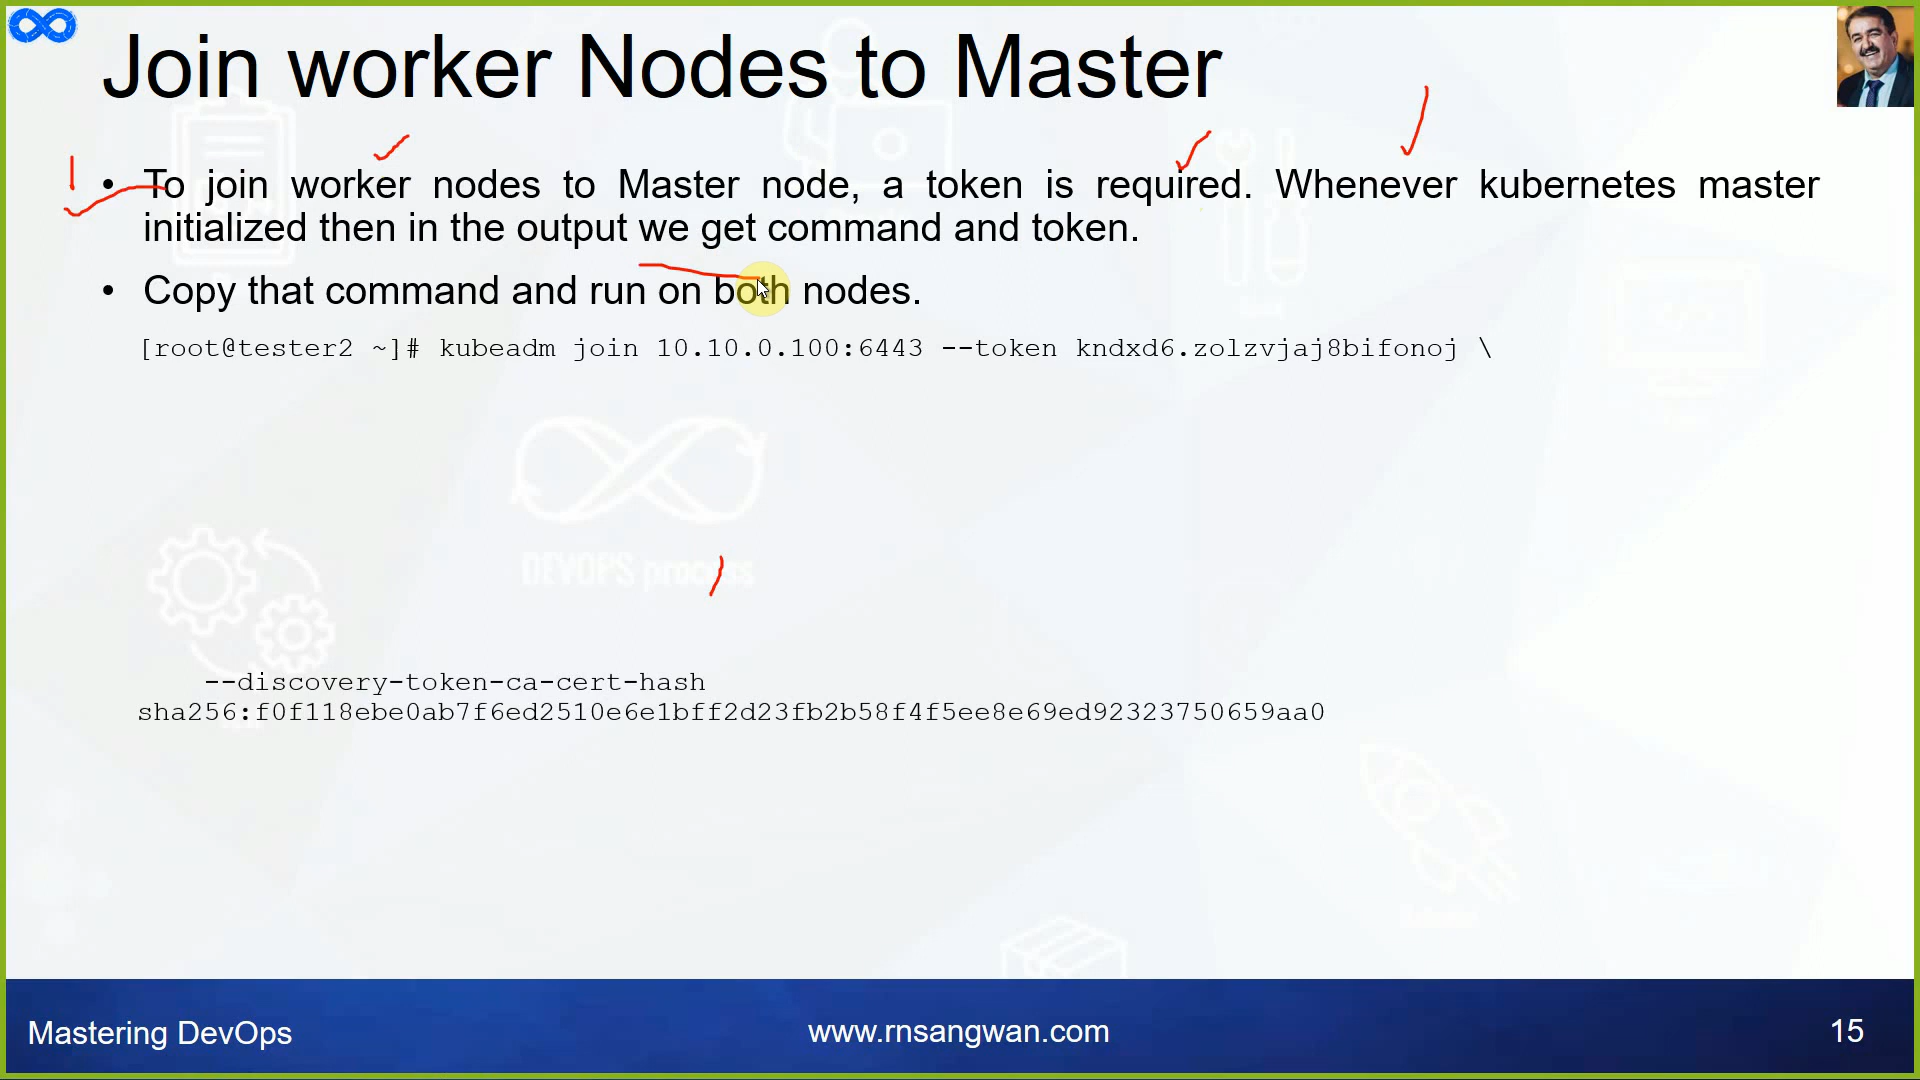 Join worker Nodes to Master
• To join worker nodes to Master node, a token is required. Whenever kubernetes master
initialized then in the output we get command and token.
• Copy that command and run on both nodes.
[root@tester2 ~]# kubeadm join 10.10.0.100:6443 --token kndxd6.zolzvjaj8bifonoj \
DEVOPS process
--discovery-token-ca-cert-hash
sha256:f0f118ebe0ab7f6ed2510e6e1bff2d23fb2b58f4f5ee8e69ed92323750659aa0
Mastering DevOps
www.rnsangwan.com
15